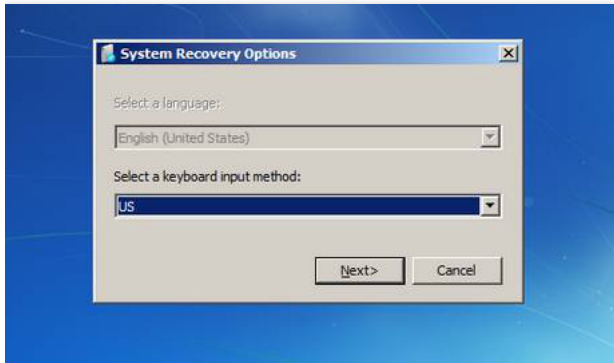 System Recovery Options
Select a language:
English (United States)
Select a keyboard input method:
US
Next>
Cancel